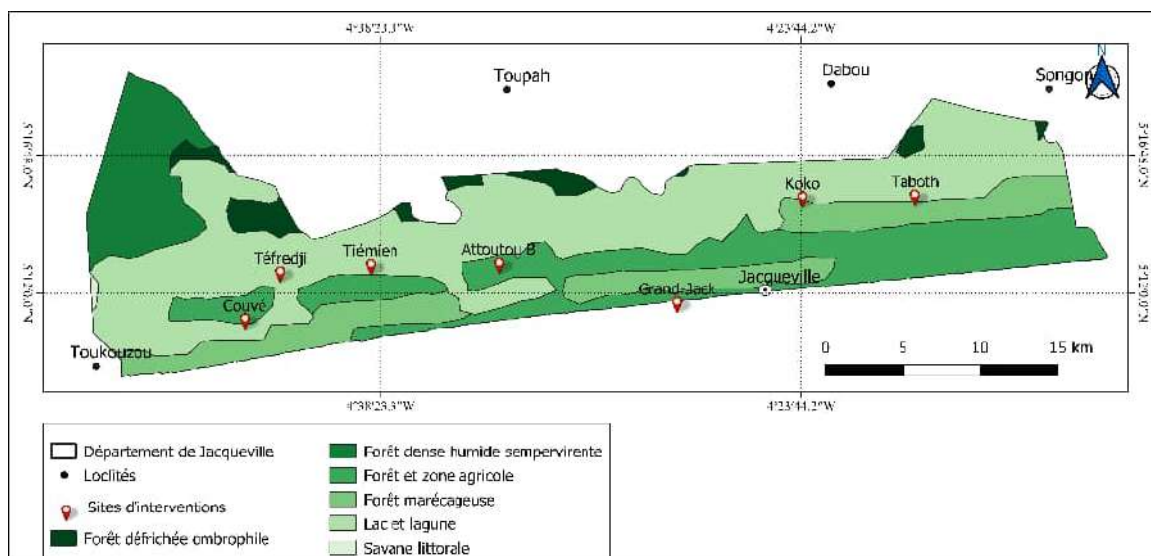 4°38'23.3"W 4°23'44.2"W
N
Toupah Dabou Songon
Koko Taboth
Téfredji Tiémien Attoutou B
Couvé Grand-Jack Jacqueville
Toukouzou
0 5 10 15 km
4°38'23.3"W 4°23'44.2"W
Département de Jacqueville
Loclités
Sites d'interventions
Forêt défrichée ombrophile
Forêt dense humide sempervirente
Forêt et zone agricole
Forêt marécageuse
Lac et lagune
Savane littorale